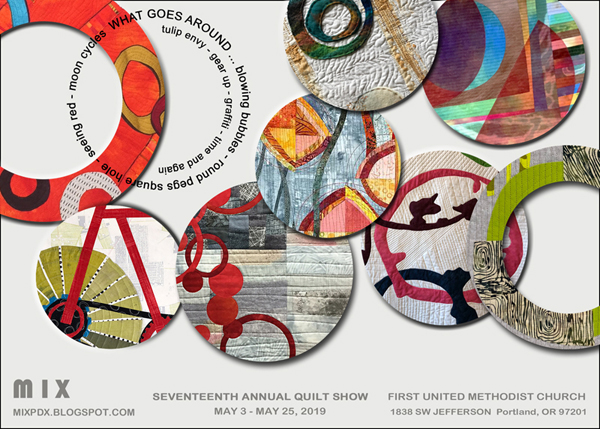 WHAT GOES AROUND ... blowing bubbles - round pegs square hole - seeing red - moon cycles
tulip envy - gear up - graffiti - time and again
MIX
MIXPDX.BLOGSPOT.COM
SEVENTEENTH ANNUAL QUILT SHOW
MAY 3 - MAY 25, 2019
FIRST UNITED METHODIST CHURCH
1838 SW JEFFERSON Portland, OR 97201